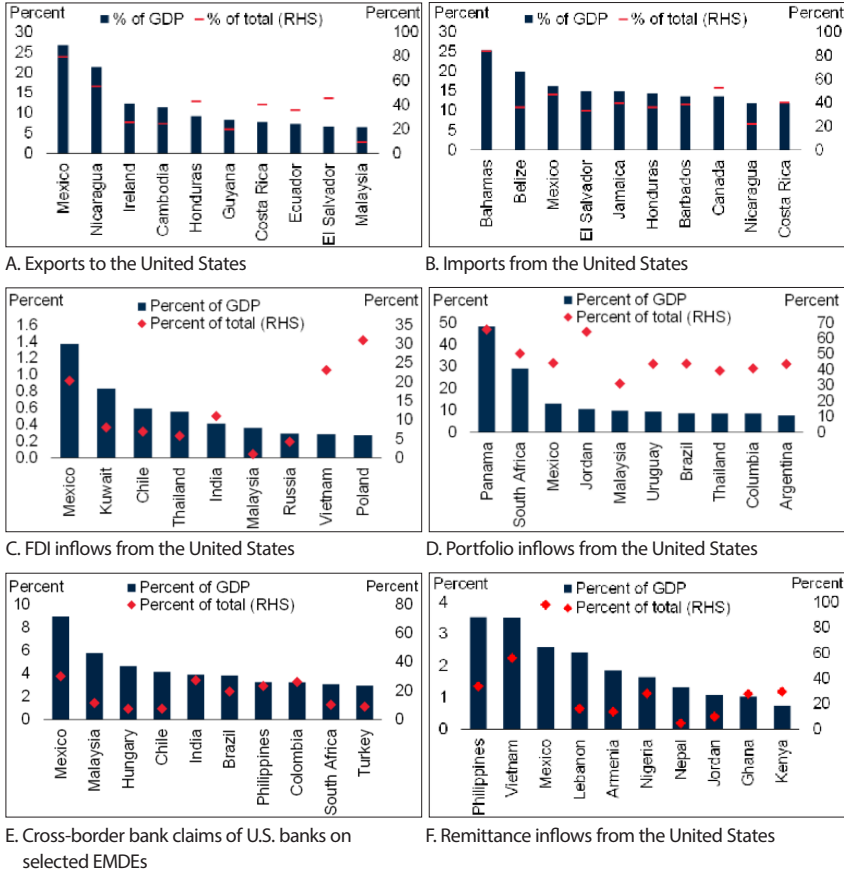 Percent % of GDP % of total (RHS) Percent
30 100
25 80
20 60
15 40
10 20
5
0 0
Mexico
Nicaragua
Ireland
Cambodia
Honduras
Guyana
Costa Rica
Ecuador
El Salvador
Malaysia
A. Exports to the United States
Percent % of GDP % of total (RHS) Percent
30 100
25 80
20 60
15 40
10 20
5
0 0
Bahamas
Belize
Mexico
El Salvador
Jamaica
Honduras
Barbados
Canada
Nicaragua
Costa Rica
B. Imports from the United States
Percent Percent of GDP Percent
Percent of total (RHS)
1.6 35
1.4 30
1.2 25
1.0 20
0.8 15
0.6 10
0.4 5
0.2 0
0.0
Mexico
Kuwait
Chile
Thailand
India
Malaysia
Russia
Vietnam
Poland
C. FDI inflows from the United States
Percent Percent of GDP Percent
Percent of total (RHS)
50 70
40 60
30 50
20 40
10 30
0 20
10
0
Panama
South Africa
Mexico
Jordan
Malaysia
Uruguay
Brazil
Thailand
Columbia
Argentina
D. Portfolio inflows from the United States
Percent Percent of GDP Percent
Percent of total (RHS)
10 80
8 60
6 40
4 20
2 0
0
Mexico
Malaysia
Hungary
Chile
India
Brazil
Philippines
Colombia
South Africa
Turkey
E. Cross-border bank claims of U.S. banks on
selected EMDEs
Percent Percent of GDP Percent
Percent of total (RHS)
4 100
3 80
2 60
1 40
0 20
0
Philippines
Vietnam
Mexico
Lebanon
Armenia
Nigeria
Nepal
Jordan
Ghana
Kenya
F. Remittance inflows from the United States